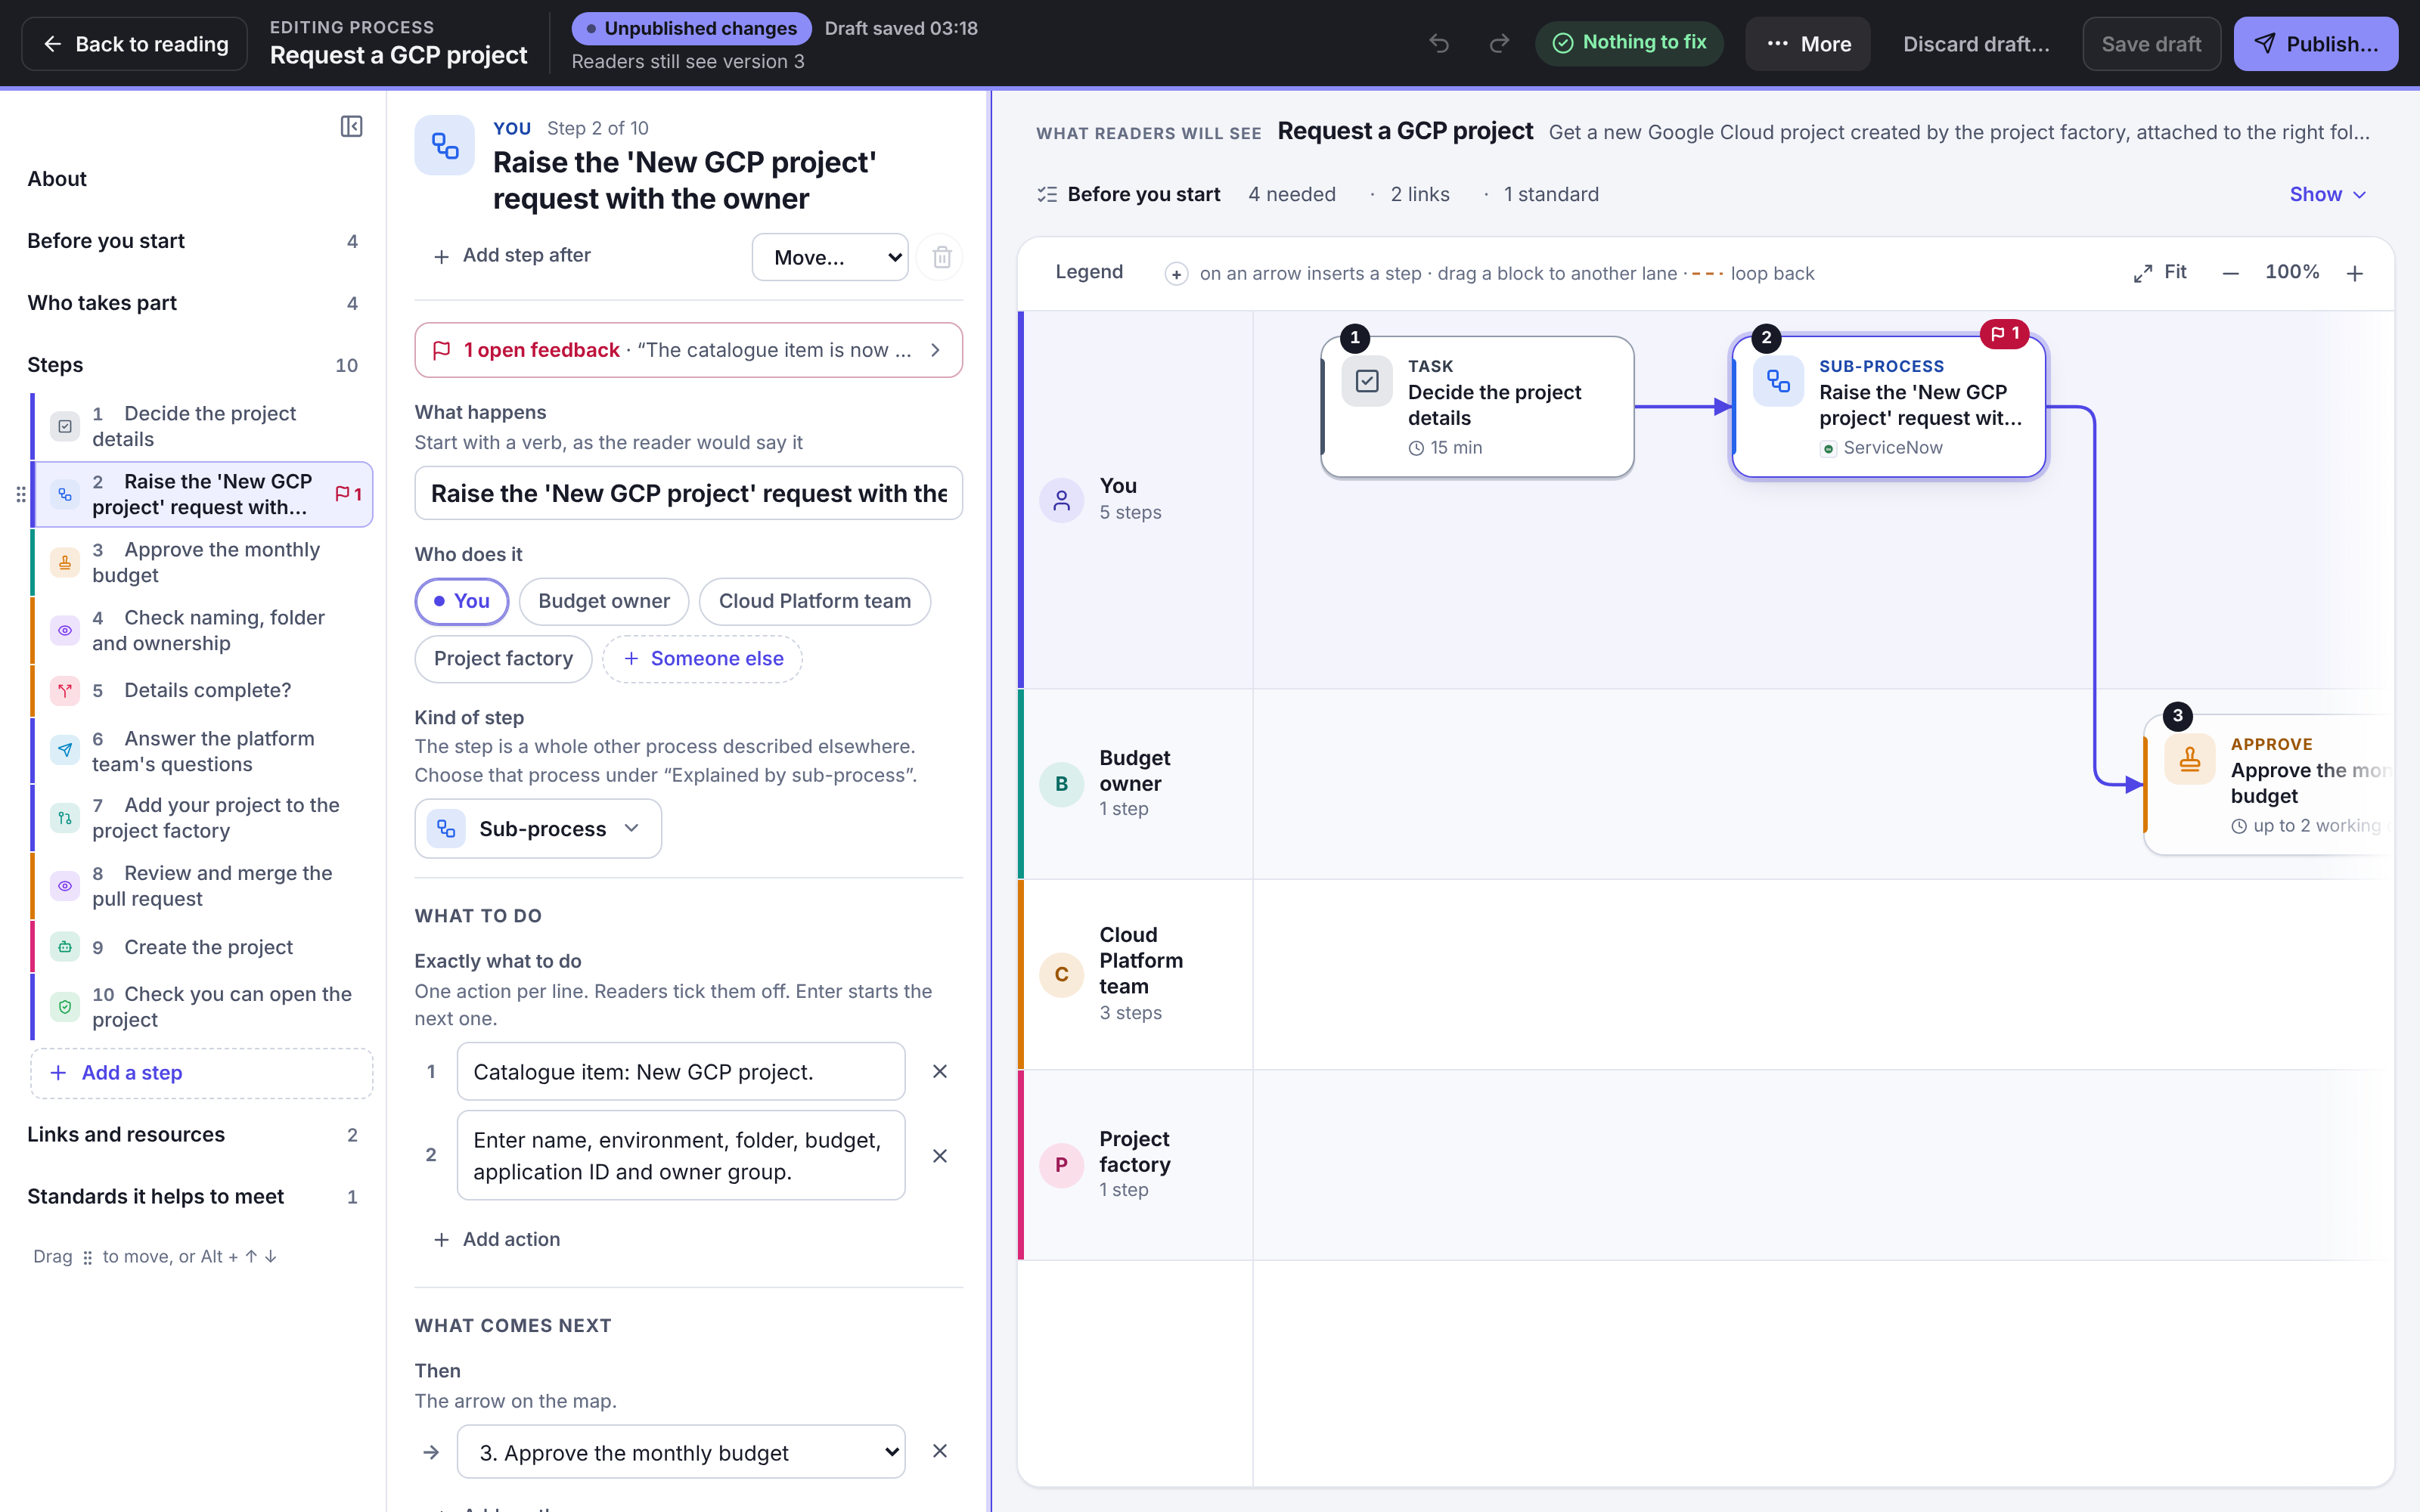 Back to reading
EDITING PROCESS
Request a GCP project
Unpublished changes
Draft saved 03:18
Readers still see version 3
Nothing to fix
More
Discard draft...
Save draft
Publish...
About
Before you start 4
Who takes part 4
Steps 10
1 Decide the project
details
2 Raise the 'New GCP
project' request with...
1
3 Approve the monthly
budget
4 Check naming, folder
and ownership
5 Details complete?
6 Answer the platform
team's questions
7 Add your project to the
project factory
8 Review and merge the
pull request
9 Create the project
10 Check you can open the
project
+ Add a step
Links and resources 2
Standards it helps to meet 1
Drag to move, or Alt + ↑ ↓
YOU Step 2 of 10
Raise the 'New GCP project'
request with the owner
+ Add step after
Move...
1 open feedback · “The catalogue item is now ...
What happens
Start with a verb, as the reader would say it
Raise the 'New GCP project' request with the
Who does it
You
Budget owner
Cloud Platform team
Project factory
+ Someone else
Kind of step
The step is a whole other process described elsewhere.
Choose that process under “Explained by sub-process”.
Sub-process
WHAT TO DO
Exactly what to do
One action per line. Readers tick them off. Enter starts the
next one.
1 Catalogue item: New GCP project.
2 Enter name, environment, folder, budget,
application ID and owner group.
+ Add action
WHAT COMES NEXT
Then
The arrow on the map.
→ 3. Approve the monthly budget
WHAT READERS WILL SEE Request a GCP project Get a new Google Cloud project created by the project factory, attached to the right fol...
Before you start 4 needed · 2 links · 1 standard
Show
Legend
+ on an arrow inserts a step · drag a block to another lane · loop back
Fit
− 100% +
You
5 steps
1
TASK
Decide the project
details
15 min
2
1
SUB-PROCESS
Raise the 'New GCP
project' request wit...
ServiceNow
B
Budget
owner
1 step
3
APPROVE
Approve the mon
budget
up to 2 working
C
Cloud
Platform
team
3 steps
P
Project
factory
1 step